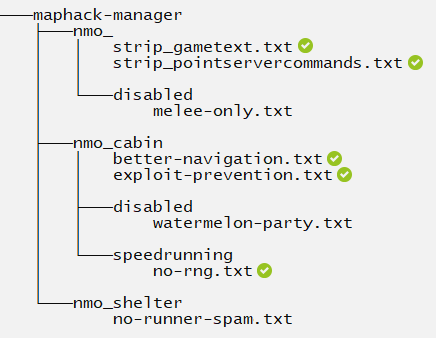 maphack-manager
nmo_
strip_gametext.txt
strip_pointservercommands.txt
disabled
melee-only.txt
nmo_cabin
better-navigation.txt
exploit-prevention.txt
disabled
watermelon-party.txt
speedrunning
no-rng.txt
nmo_shelter
no-runner-spam.txt